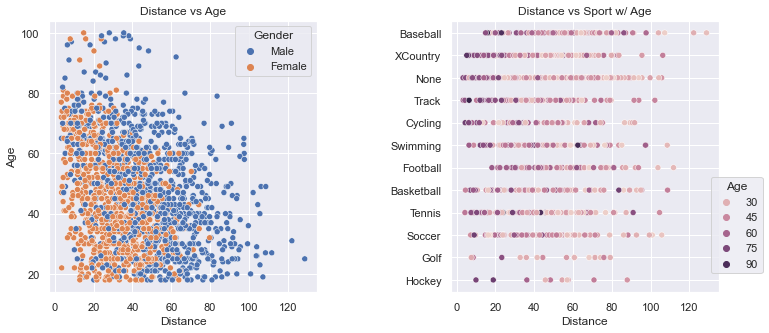 Distance vs Age
Age
100
80
60
40
20
0 20 40 60 80 100 120
Distance
Gender
Male
Female
Distance vs Sport w/ Age
Baseball
XCountry
None
Track
Cycling
Swimming
Football
Basketball
Tennis
Soccer
Golf
Hockey
0 20 40 60 80 100 120
Distance
Age
30
45
60
75
90